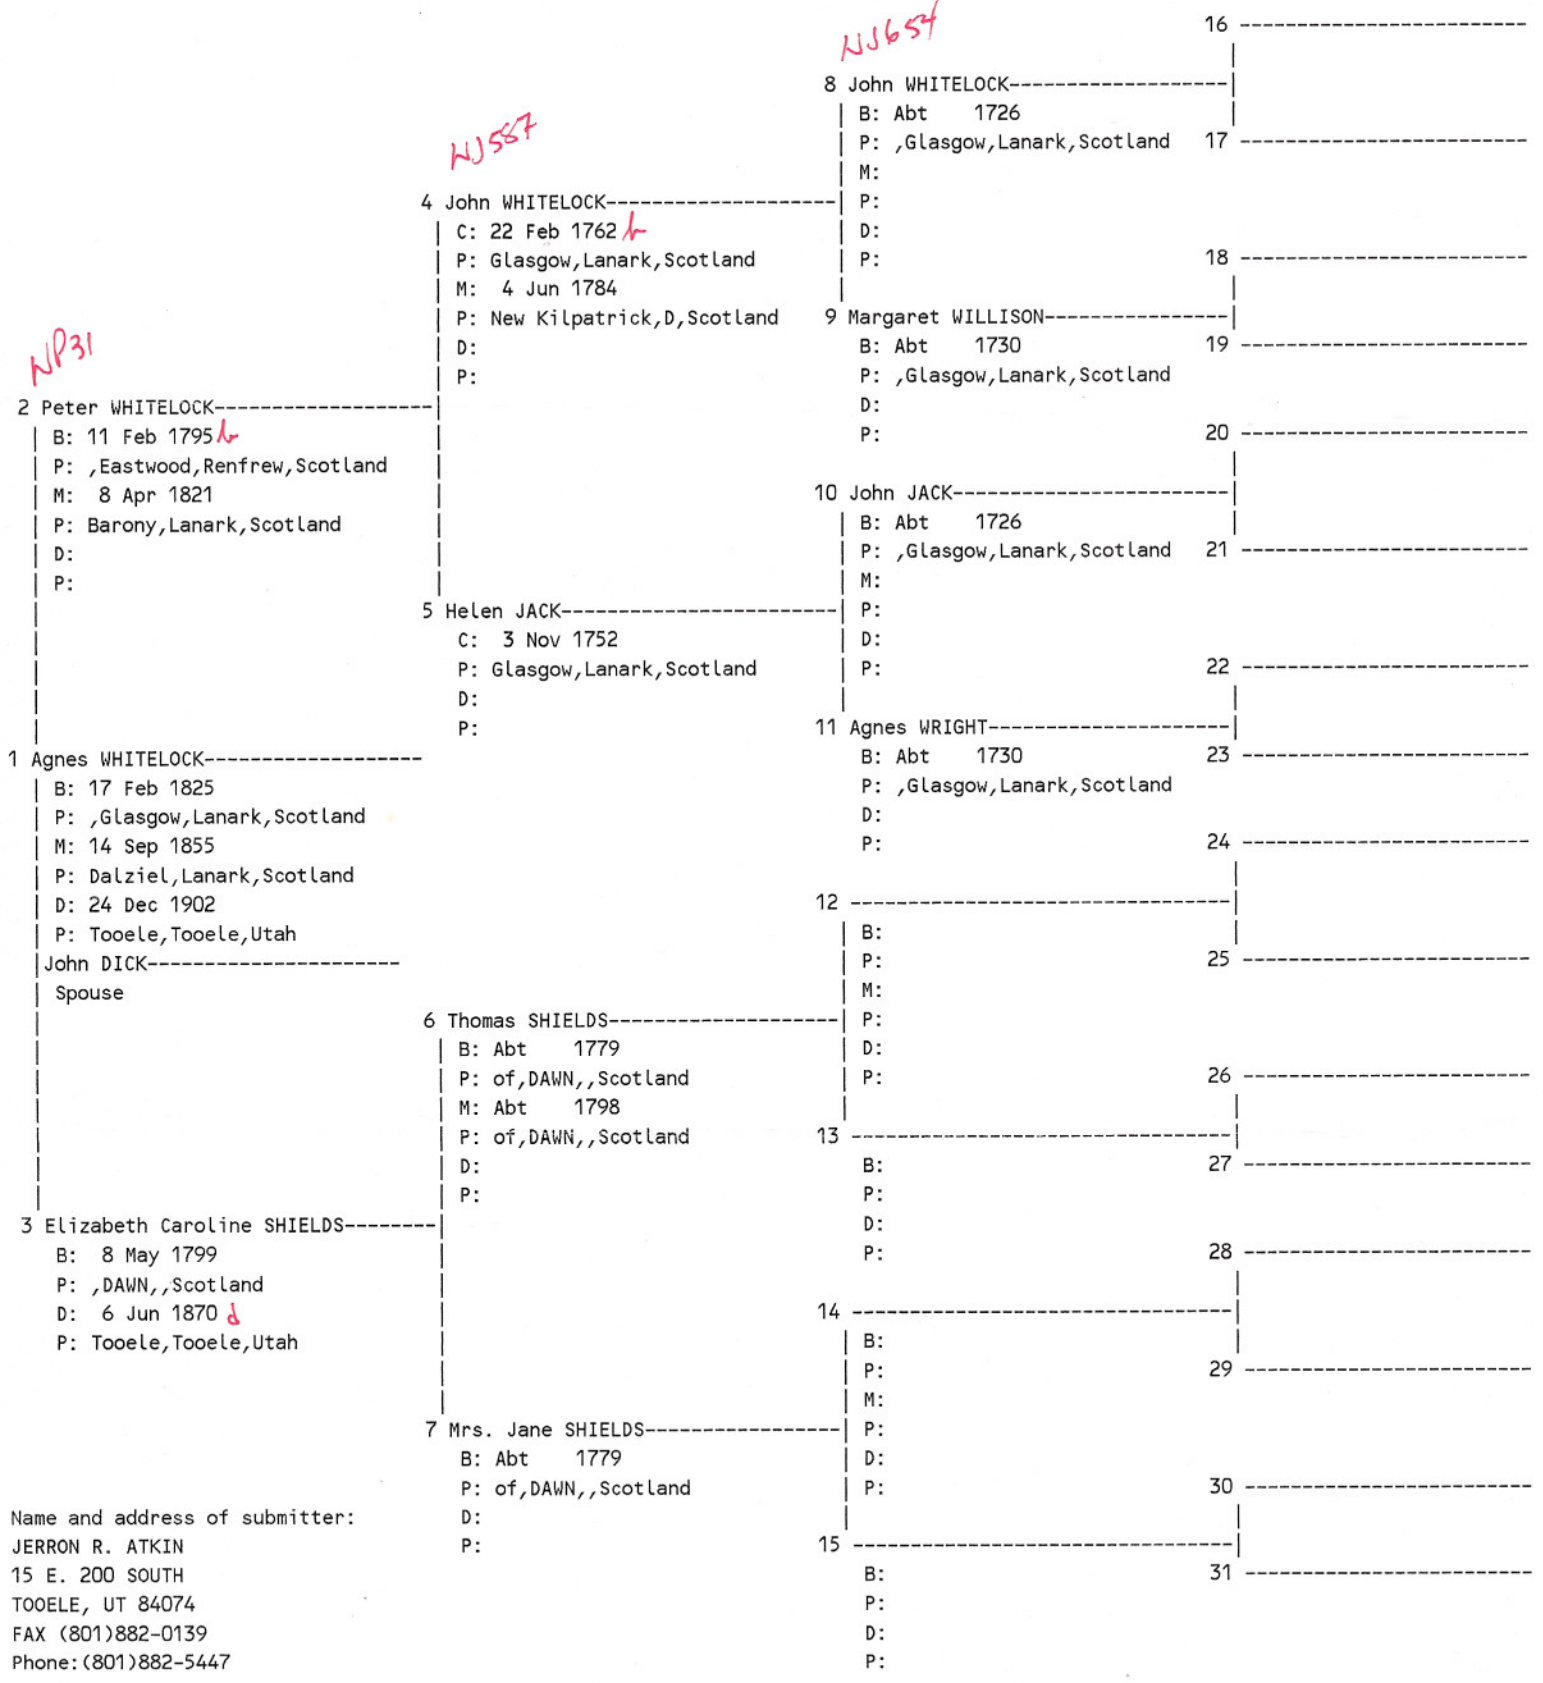 NP31
2 Peter WHITELOCK-------------------
B: 11 Feb 1795 b
P: ,Eastwood,Renfrew,Scotland
M: 8 Apr 1821
P: Barony,Lanark,Scotland
D:
P:
1 Agnes WHITELOCK-------------------
B: 17 Feb 1825
P: ,Glasgow,Lanark,Scotland
M: 14 Sep 1855
P: Dalziel,Lanark,Scotland
D: 24 Dec 1902
P: Tooele,Tooele,Utah
John DICK----------------------
Spouse
3 Elizabeth Caroline SHIELDS--------
B: 8 May 1799
P: ,DAWN,,Scotland
D: 6 Jun 1870 d
P: Tooele,Tooele,Utah
Name and address of submitter:
JERRON R. ATKIN
15 E. 200 SOUTH
TOOELE, UT 84074
FAX (801)882-0139
Phone:(801)882-5447
NJ587
4 John WHITELOCK--------------------
C: 22 Feb 1762 b
P: Glasgow,Lanark,Scotland
M: 4 Jun 1784
P: New Kilpatrick,D,Scotland
D:
P:
5 Helen JACK------------------------
C: 3 Nov 1752
P: Glasgow,Lanark,Scotland
D:
P:
6 Thomas SHIELDS--------------------
B: Abt 1779
P: of,DAWN,,Scotland
M: Abt 1798
P: of,DAWN,,Scotland
D:
P:
7 Mrs. Jane SHIELDS-----------------
B: Abt 1779
P: of,DAWN,,Scotland
D:
P:
NJ654
8 John WHITELOCK-------------------
B: Abt 1726
P: ,Glasgow,Lanark,Scotland
M:
P:
D:
P:
9 Margaret WILLISON----------------
B: Abt 1730
P: ,Glasgow,Lanark,Scotland
D:
P:
10 John JACK------------------------
B: Abt 1726
P: ,Glasgow,Lanark,Scotland
M:
P:
D:
P:
11 Agnes WRIGHT---------------------
B: Abt 1730
P: ,Glasgow,Lanark,Scotland
D:
P:
12 ---------------------------------
B:
P:
M:
P:
D:
P:
13 ---------------------------------
B:
P:
D:
P:
14 ---------------------------------
B:
P:
M:
P:
D:
P:
15 ---------------------------------
B:
P:
D:
P:
16 -------------------------
17 -------------------------
18 -------------------------
19 -------------------------
20 -------------------------
21 -------------------------
22 -------------------------
23 -------------------------
24 -------------------------
25 -------------------------
26 -------------------------
27 -------------------------
28 -------------------------
29 -------------------------
30 -------------------------
31 -------------------------